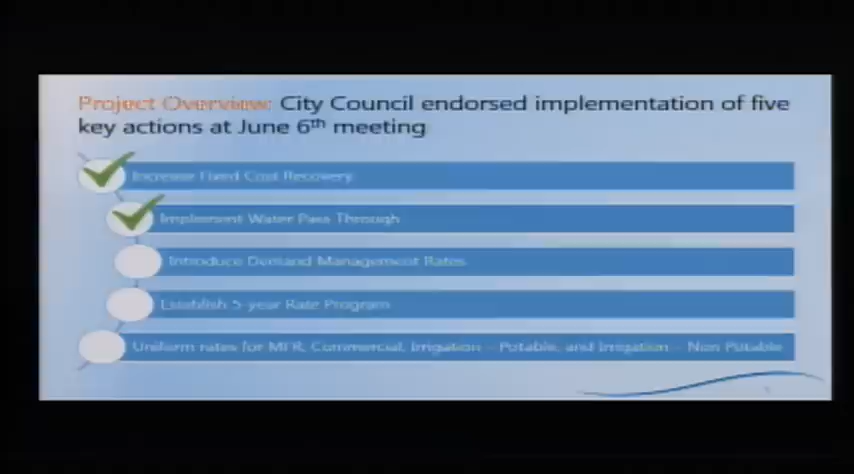 Project Overview: City Council endorsed implementation of five
key actions at June 6th meeting
Increase Fixed Cost Recovery
Implement Water Pass Through
Introduce Demand Management Rates
Establish 5-year Rate Program
Uniform rates for MFR, Commercial, Irrigation – Potable, and Irrigation – Non Potable